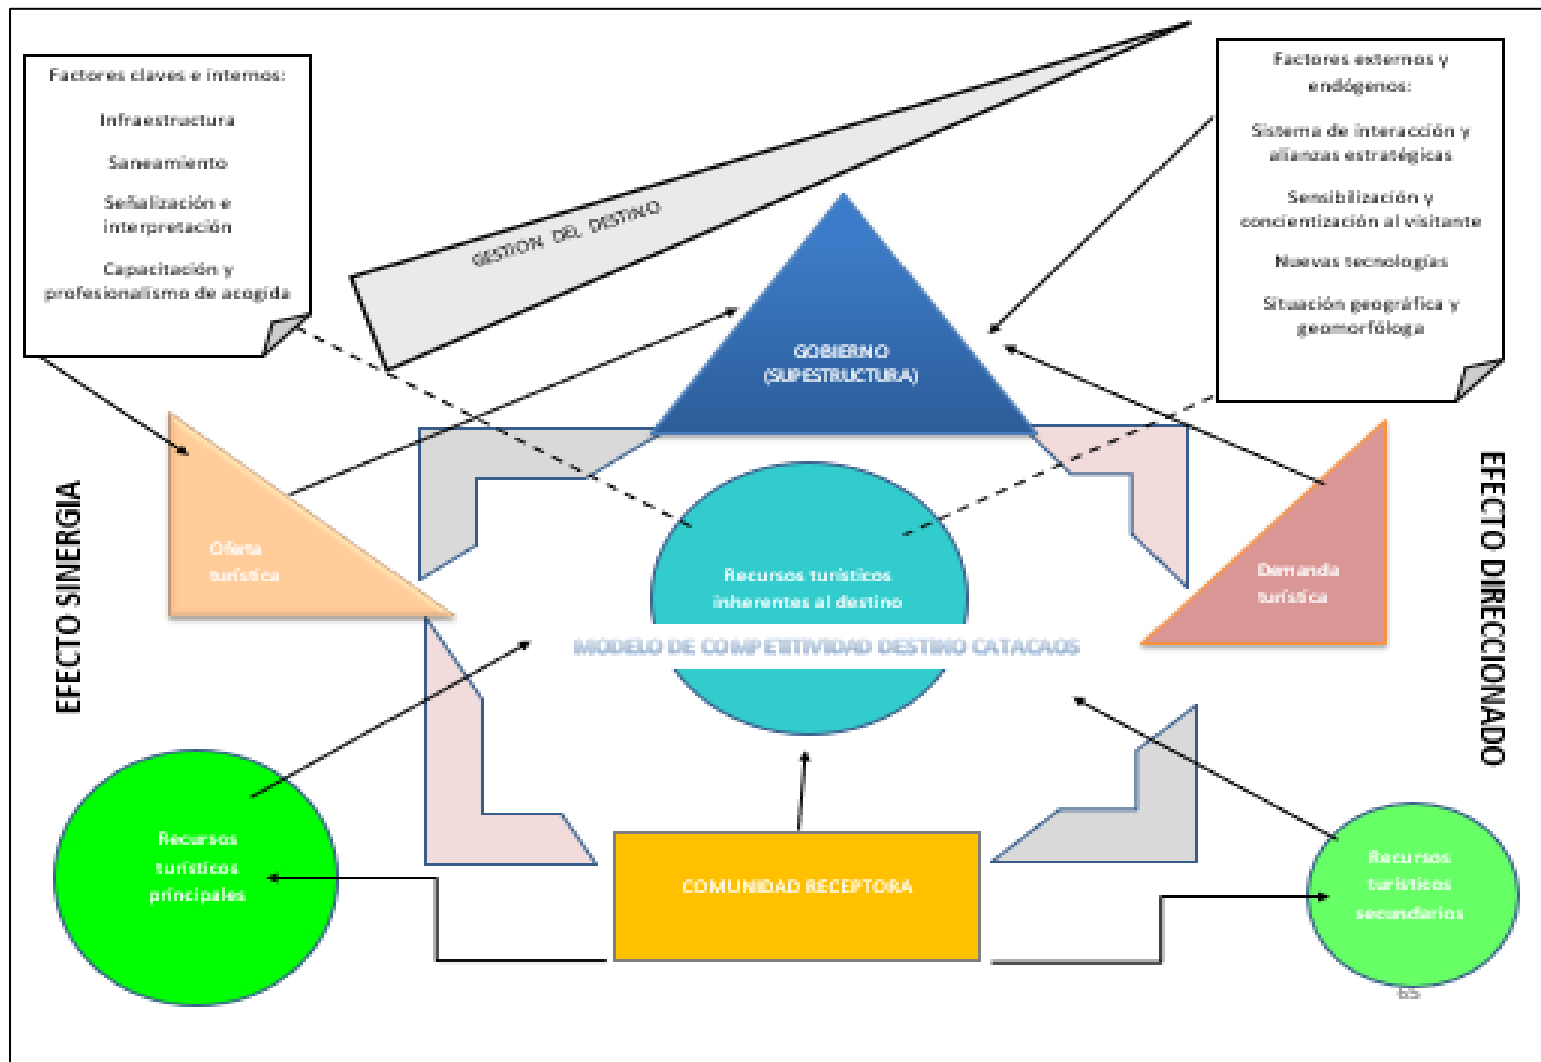 Factores claves e internos:
Infraestructura
Saneamiento
Señalización e
interpretación
Capacitación y
profesionalismo de acogida
GESTION DEL DESTINO
Factores externos y
endógenos:
Sistema de interacción y
alianzas estratégicas
Sensibilización y
concientización al visitante
Nuevas tecnologías
Situación geográfica y
geomorfóloga
GOBIERNO
(SUPESTRUCTURA)
EFECTO SINERGIA
Oferta
turística
Recursos turísticos
inherentes al destino
MODELO DE COMPETITIVIDAD DESTINO CATACAOS
Demanda
turística
EFECTO DIRECCIONADO
Recursos
turísticos
principales
COMUNIDAD RECEPTORA
Recursos
turísticos
secundarios
65